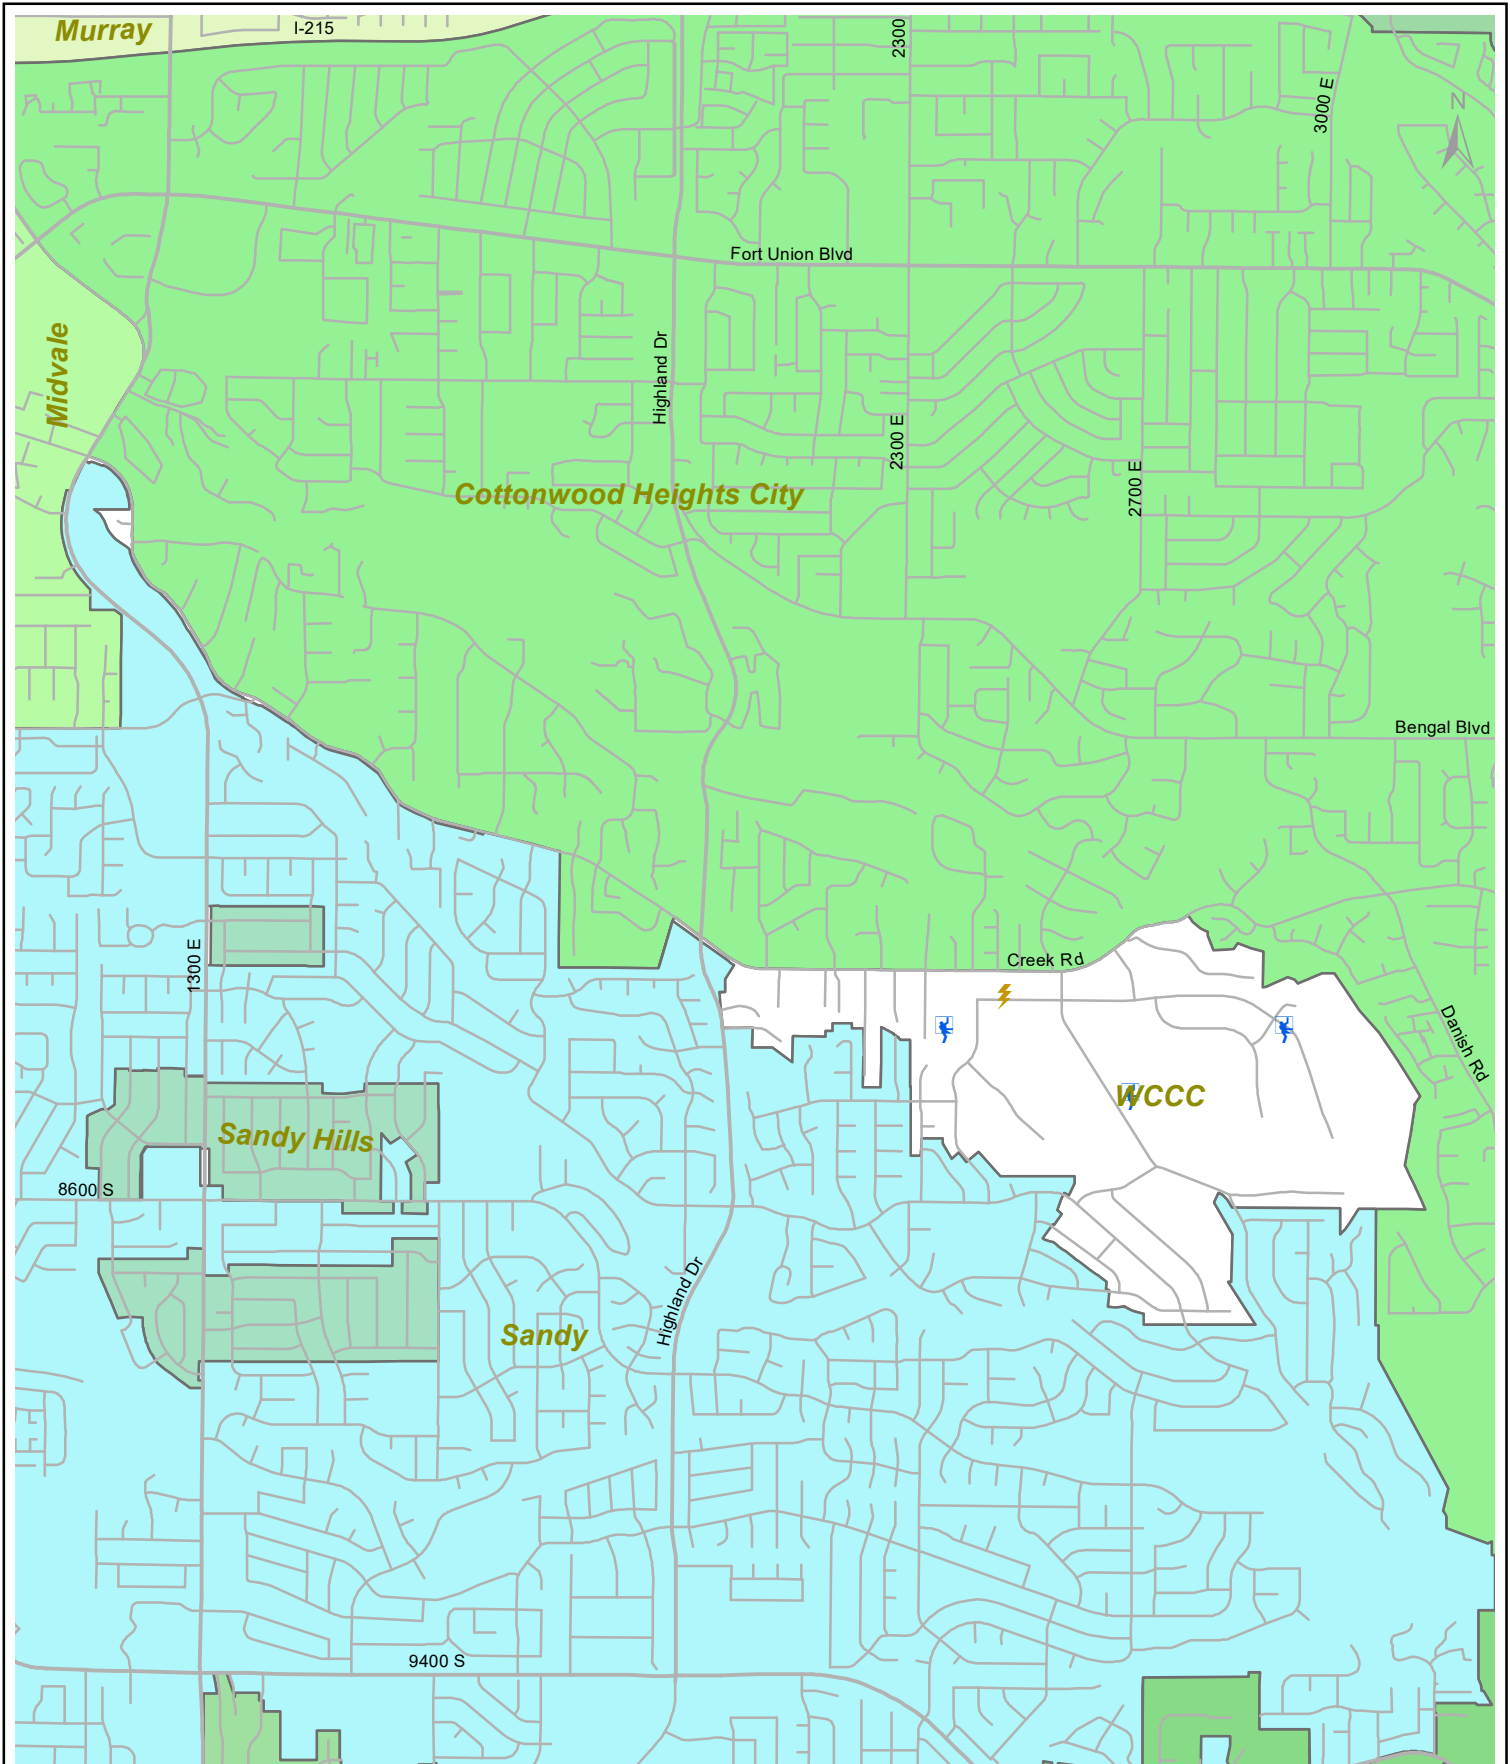 Murray
I-215
2300
3000 E
N
Fort Union Blvd
Midvale
Highland Dr
2300 E
2700 E
Cottonwood Heights City
Bengal Blvd
1300 E
Creek Rd
Danish Rd
WCCC
Sandy Hills
8600 S
Highland Dr
Sandy
9400 S